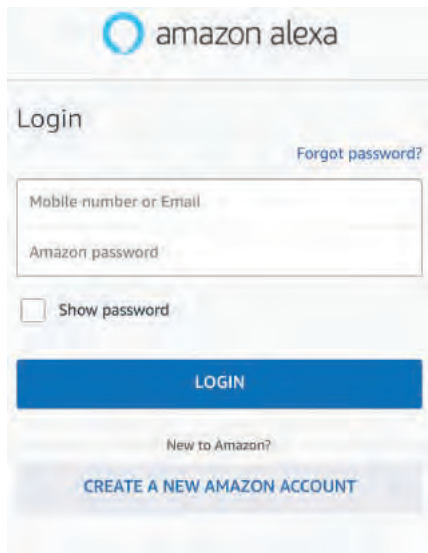 amazon alexa
Login
Forgot password?
Mobile number or Email
Amazon password
Show password
LOGIN
New to Amazon?
CREATE A NEW AMAZON ACCOUNT